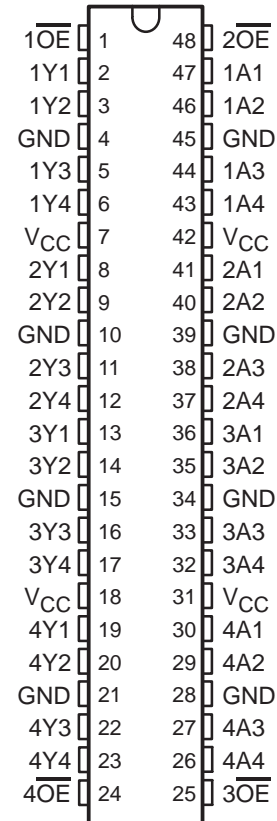 1O̅E̅ 1 48 2O̅E̅
1Y1 2 47 1A1
1Y2 3 46 1A2
GND 4 45 GND
1Y3 5 44 1A3
1Y4 6 43 1A4
VCC 7 42 VCC
2Y1 8 41 2A1
2Y2 9 40 2A2
GND 10 39 GND
2Y3 11 38 2A3
2Y4 12 37 2A4
3Y1 13 36 3A1
3Y2 14 35 3A2
GND 15 34 GND
3Y3 16 33 3A3
3Y4 17 32 3A4
VCC 18 31 VCC
4Y1 19 30 4A1
4Y2 20 29 4A2
GND 21 28 GND
4Y3 22 27 4A3
4Y4 23 26 4A4
4O̅E̅ 24 25 3O̅E̅